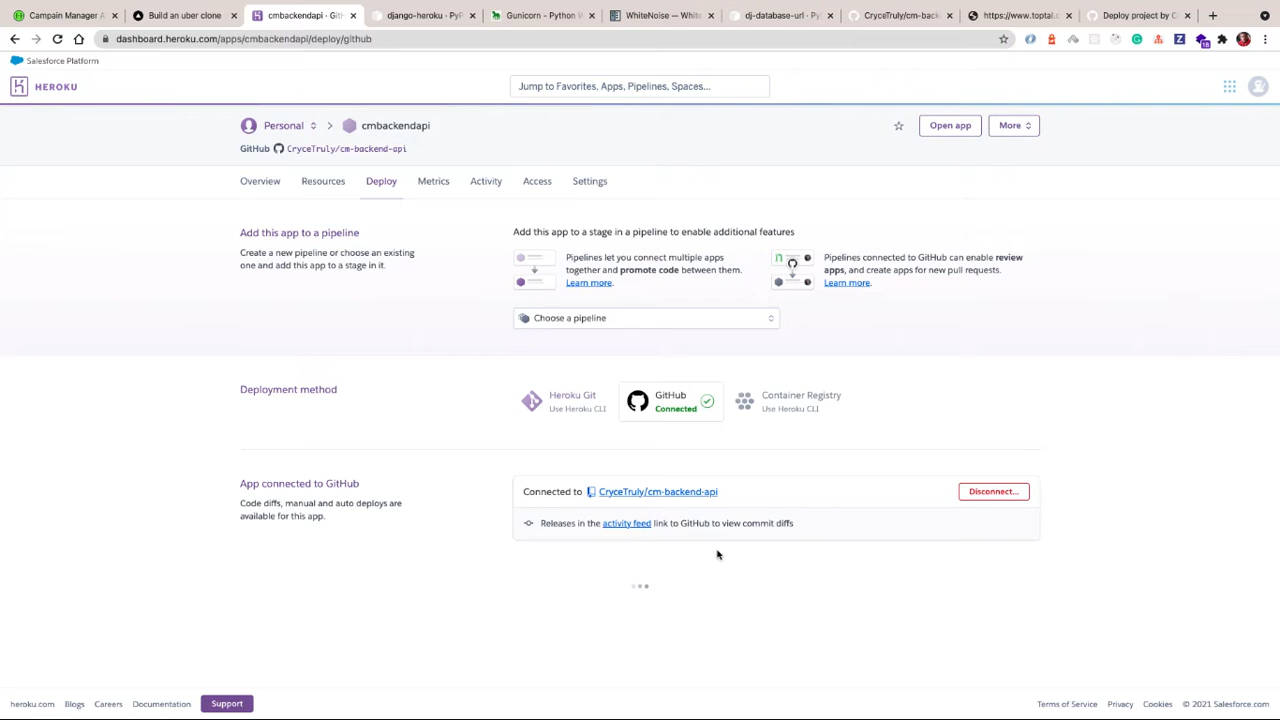 Campain Manager A
Build an uber clone
cmbackendapi · GitH
django-heroku · PyP
Gunicorn - Python W
WhiteNoise — White
dj-database-url · Py
CryceTruly/cm-back
https://www.toptal.c
Deploy project by C
dashboard.heroku.com/apps/cmbackendapi/deploy/github
18
Salesforce Platform
HEROKU
Jump to Favorites, Apps, Pipelines, Spaces...
Personal
cmbackendapi
Open app
More
GitHub CryceTruly/cm-backend-api
Overview
Resources
Deploy
Metrics
Activity
Access
Settings
Add this app to a pipeline
Create a new pipeline or choose an existing
one and add this app to a stage in it.
Add this app to a stage in a pipeline to enable additional features
Pipelines let you connect multiple apps
together and promote code between them.
Learn more.
Pipelines connected to GitHub can enable review
apps, and create apps for new pull requests.
Learn more.
Choose a pipeline
Deployment method
Heroku Git
Use Heroku CLI
GitHub
Connected
Container Registry
Use Heroku CLI
App connected to GitHub
Code diffs, manual and auto deploys are
available for this app.
Connected to CryceTruly/cm-backend-api
Disconnect...
Releases in the activity feed link to GitHub to view commit diffs
heroku.com
Blogs
Careers
Documentation
Support
Terms of Service
Privacy
Cookies
© 2021 Salesforce.com